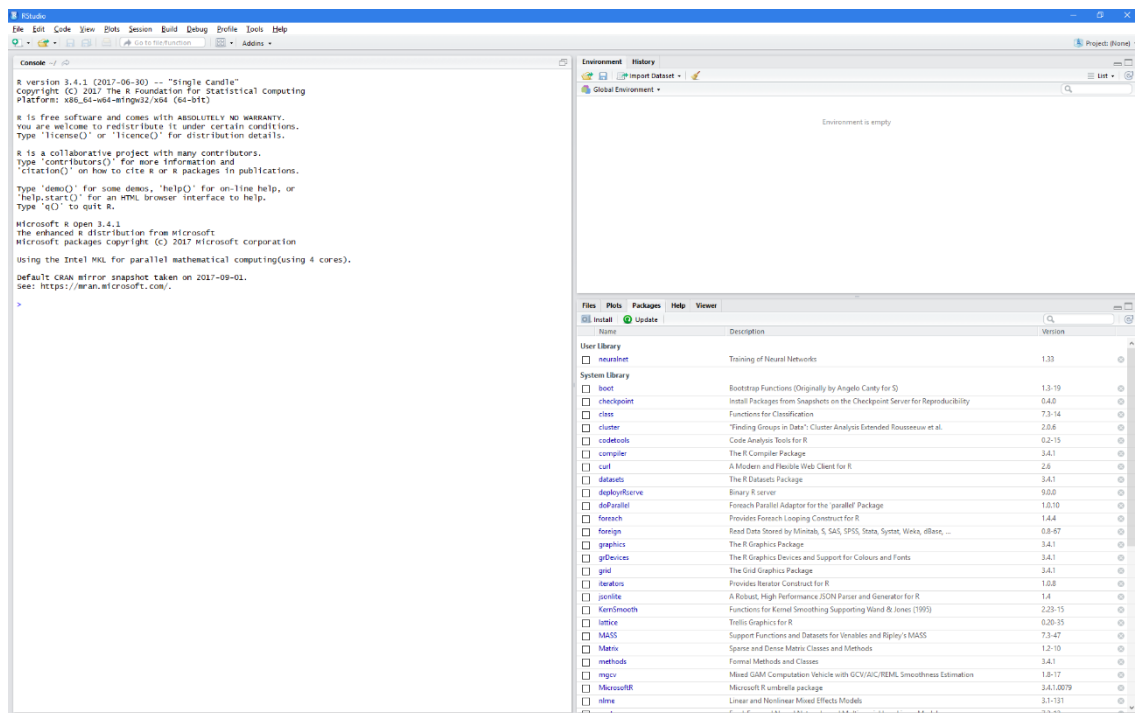 RStudio
File Edit Code View Plots Session Build Debug Profile Tools Help
Go to file/function Addins Project: (None)
Console ~/
R version 3.4.1 (2017-06-30) -- "Single Candle"
Copyright (C) 2017 The R Foundation for Statistical Computing
Platform: x86_64-w64-mingw32/x64 (64-bit)
R is free software and comes with ABSOLUTELY NO WARRANTY.
You are welcome to redistribute it under certain conditions.
Type 'license()' or 'licence()' for distribution details.
R is a collaborative project with many contributors.
Type 'contributors()' for more information and
'citation()' on how to cite R or R packages in publications.
Type 'demo()' for some demos, 'help()' for on-line help, or
'help.start()' for an HTML browser interface to help.
Type 'q()' to quit R.
Microsoft R Open 3.4.1
The enhanced R distribution from Microsoft
Microsoft packages Copyright (C) 2017 Microsoft Corporation
Using the Intel MKL for parallel mathematical computing(using 4 cores).
Default CRAN mirror snapshot taken on 2017-09-01.
See: https://mran.microsoft.com/.
>
Environment History
Import Dataset List
Global Environment
Environment is empty
Files Plots Packages Help Viewer
Install Update
Name Description Version
User Library
neuralnet Training of Neural Networks 1.33
System Library
boot Bootstrap Functions (Originally by Angelo Canty for S) 1.3-19
checkpoint Install Packages from Snapshots on the Checkpoint Server for Reproducibility 0.4.0
class Functions for Classification 7.3-14
cluster "Finding Groups in Data": Cluster Analysis Extended Rousseeuw et al. 2.0.6
codetools Code Analysis Tools for R 0.2-15
compiler The R Compiler Package 3.4.1
curl A Modern and Flexible Web Client for R 2.6
datasets The R Datasets Package 3.4.1
deployrRserve Binary R server 9.0.0
doParallel Foreach Parallel Adaptor for the 'parallel' Package 1.0.10
foreach Provides Foreach Looping Construct for R 1.4.4
foreign Read Data Stored by Minitab, S, SAS, SPSS, Stata, Systat, Weka, dBase, ... 0.8-67
graphics The R Graphics Package 3.4.1
grDevices The R Graphics Devices and Support for Colours and Fonts 3.4.1
grid The Grid Graphics Package 3.4.1
iterators Provides Iterator Construct for R 1.0.8
jsonlite A Robust, High Performance JSON Parser and Generator for R 1.4
KernSmooth Functions for Kernel Smoothing Supporting Wand & Jones (1995) 2.23-15
lattice Trellis Graphics for R 0.20-35
MASS Support Functions and Datasets for Venables and Ripley's MASS 7.3-47
Matrix Sparse and Dense Matrix Classes and Methods 1.2-10
methods Formal Methods and Classes 3.4.1
mgcv Mixed GAM Computation Vehicle with GCV/AIC/REML Smoothness Estimation 1.8-17
MicrosoftR Microsoft R umbrella package 3.4.1.0079
nlme Linear and Nonlinear Mixed Effects Models 3.1-131